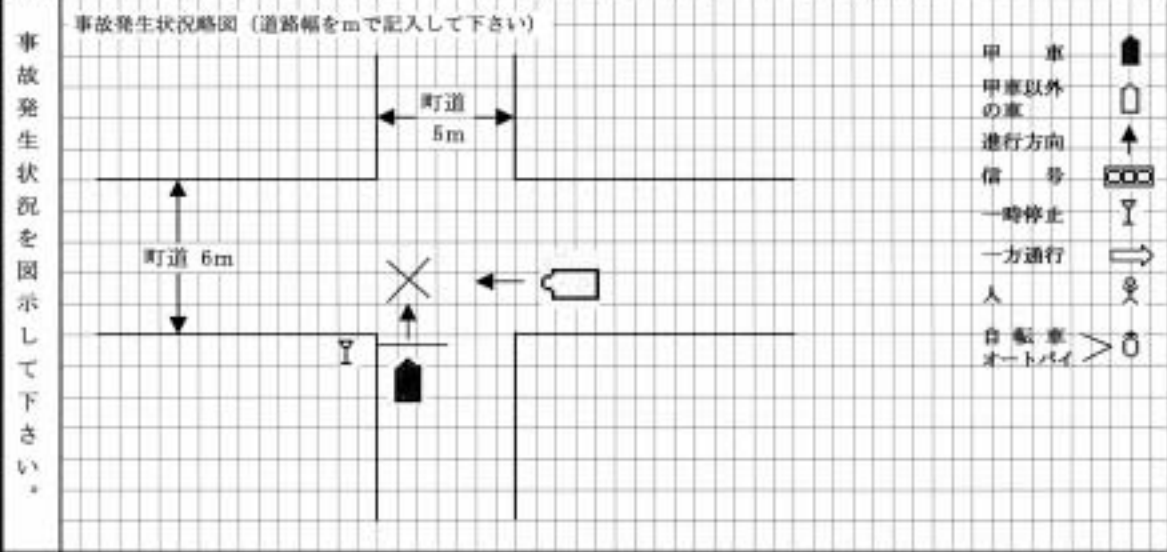 事故発生状況を図示して下さい。
事故発生状況略図（道路幅をmで記入して下さい）
町道
5m
町道 6m
甲車
甲車以外
の車
進行方向
信号
一時停止
一方通行
人
自転車
オートバイ